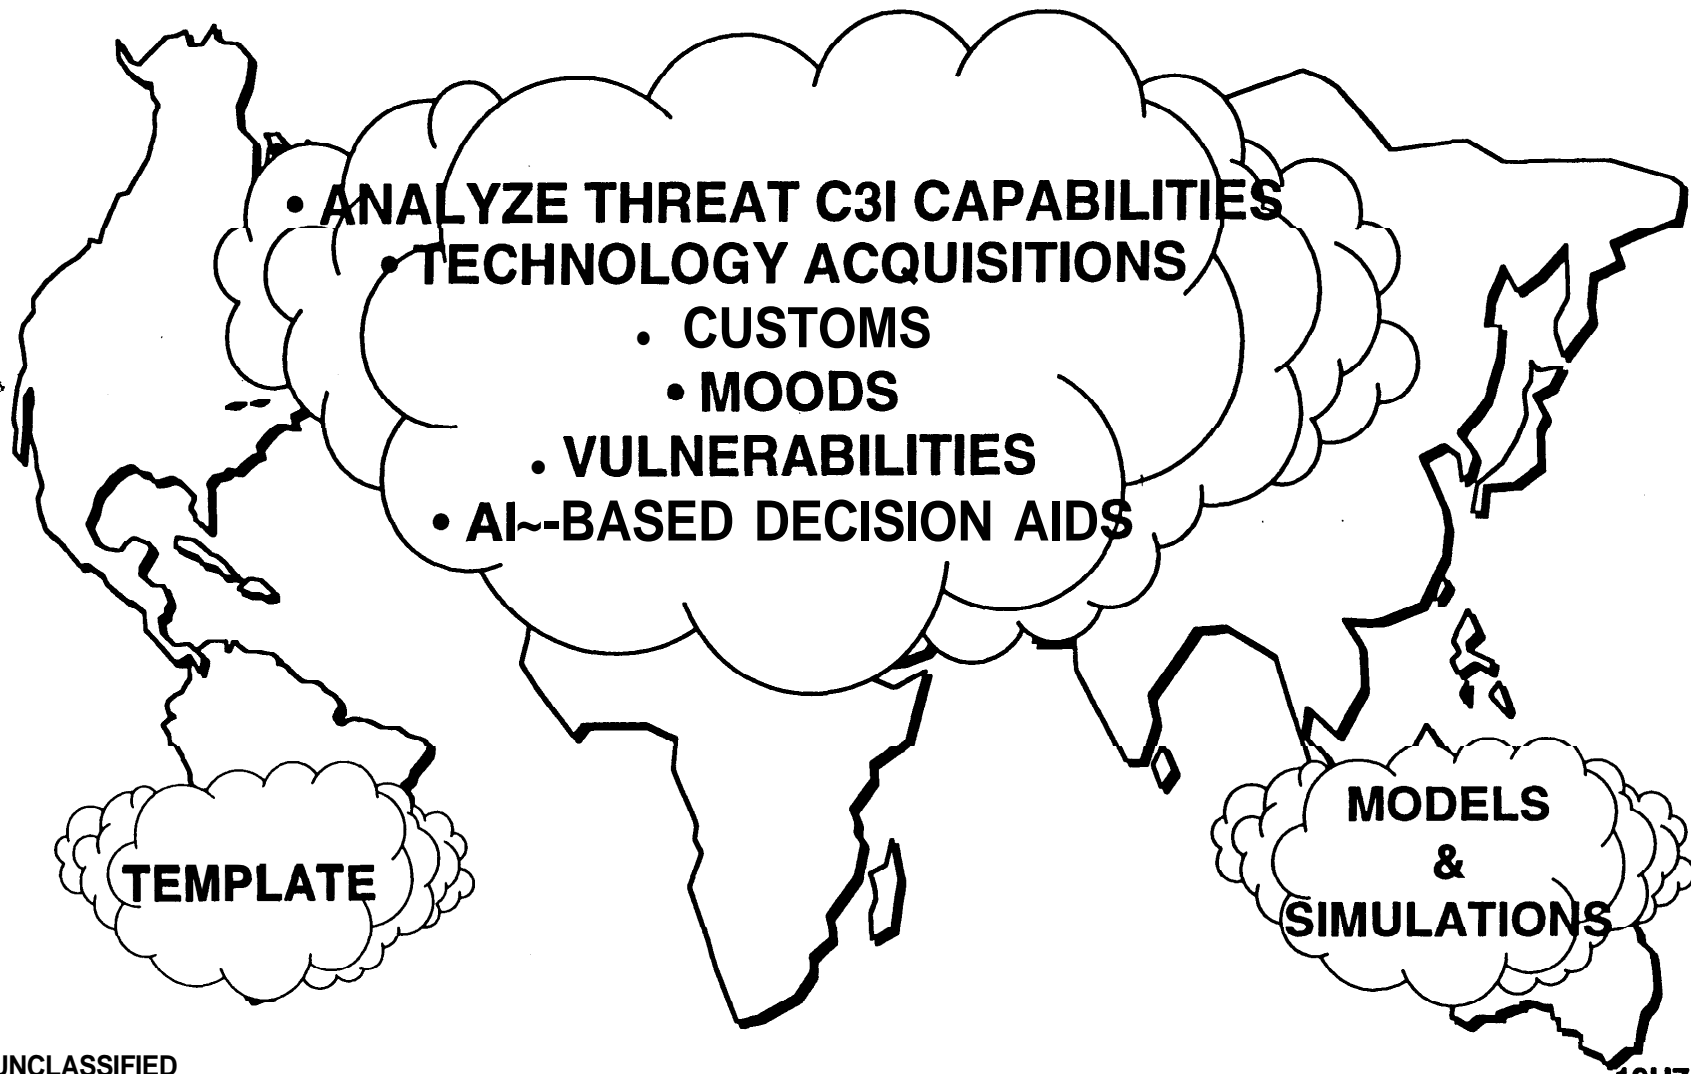 • ANALYZE THREAT C3I CAPABILITIES
• TECHNOLOGY ACQUISITIONS
• CUSTOMS
• MOODS
• VULNERABILITIES
• AI~-BASED DECISION AIDS
TEMPLATE
MODELS
&
SIMULATIONS
UNCLASSIFIED